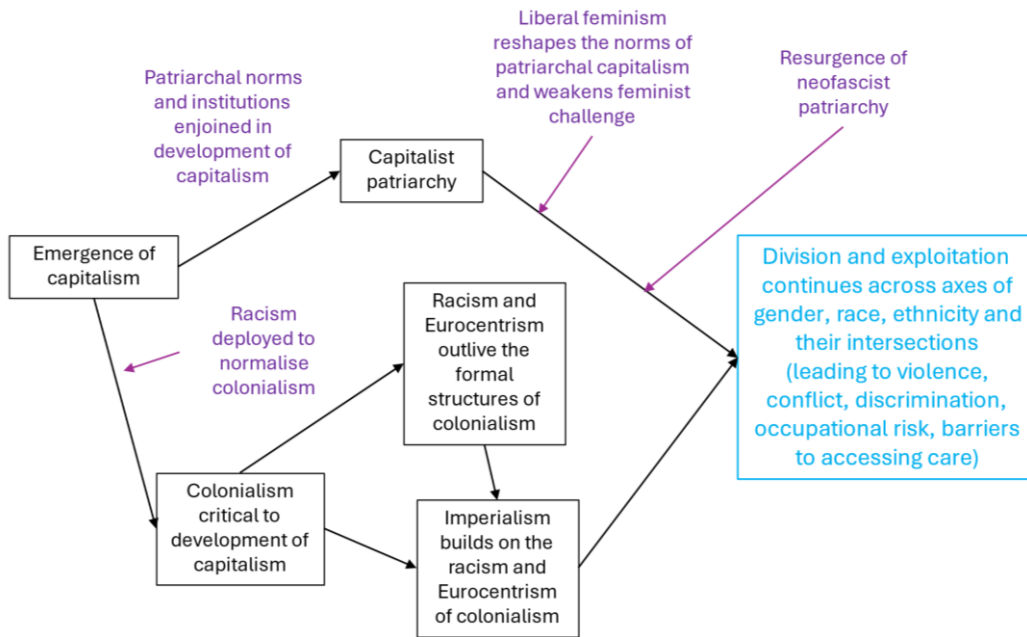 Liberal feminism
reshapes the norms of
patriarchal capitalism
and weakens feminist
challenge
Resurgence of
neofascist
patriarchy
Patriarchal norms
and institutions
enjoined in
development of
capitalism
Capitalist
patriarchy
Emergence of
capitalism
Racism
deployed to
normalise
colonialism
Racism and
Eurocentrism
outlive the
formal
structures of
colonialism
Division and exploitation
continues across axes of
gender, race, ethnicity and
their intersections
(leading to violence,
conflict, discrimination,
occupational risk, barriers
to accessing care)
Colonialism
critical to
development of
capitalism
Imperialism
builds on the
racism and
Eurocentrism
of colonialism